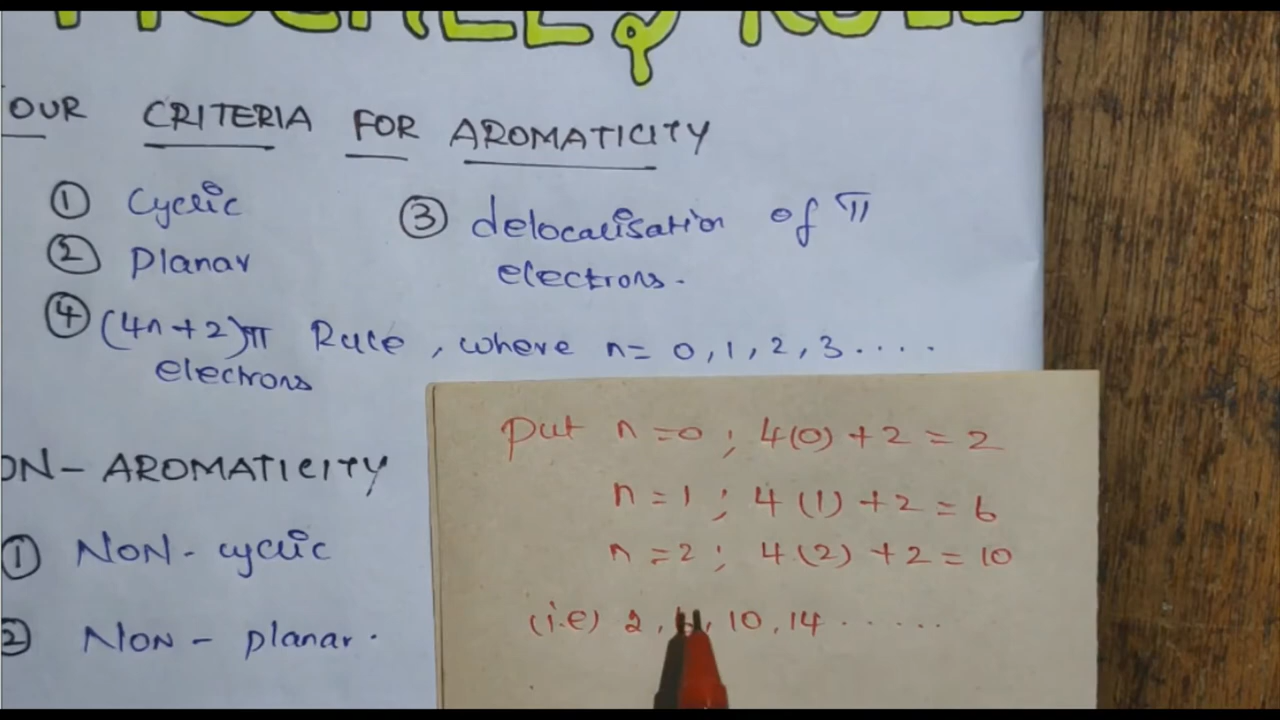 OUR CRITERIA FOR AROMATICITY
① Cyclic
② Planar
③ delocalisation of π
electrons.
④ (4n+2)π Rule, where n= 0,1,2,3....
electrons
ON- AROMATICITY
① NON- cyclic
② NON- planar.
put n=0; 4(0)+2=2
n=1; 4(1)+2=6
n=2; 4(2)+2=10
(i.e) 2, 10,14......